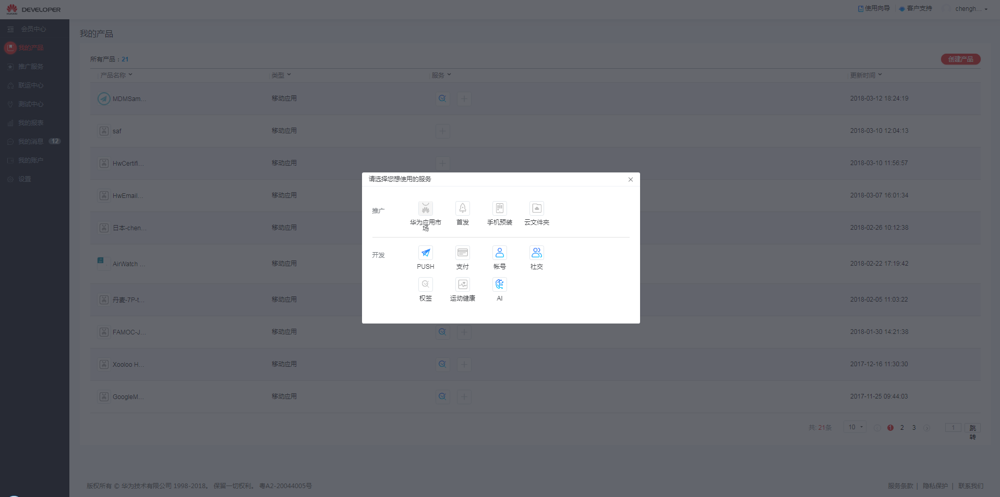 HUAWEI DEVELOPER
使用向导 客户支持 chengh...
会员中心
我的产品
推广服务
联运中心
测试中心
我的报表
我的消息 12
我的账户
设置
我的产品
所有产品：21 创建产品
产品名称 类型 服务 更新时间
MDMSam... 移动应用 2018-03-12 18:24:19
saf 移动应用 2018-03-10 12:04:13
HwCertifi... 移动应用 2018-03-10 11:56:57
HwEmail... 移动应用 2018-03-07 16:01:34
日本-chen... 移动应用 2018-02-26 10:12:38
AirWatch ... 移动应用 2018-02-22 17:19:42
丹麦-7P-t... 移动应用 2018-02-05 11:03:22
FAMOC-J... 移动应用 2018-01-30 14:21:38
Xooloo H... 移动应用 2017-12-16 11:30:30
GoogleM... 移动应用 2017-11-25 09:44:03
请选择您想使用的服务
推广
华为应用市
场
首发
手机预装
云文件夹
开发
PUSH 支付 帐号 社交
权签 运动健康 AI
共: 21条 10 1 2 3 1 跳
转
版权所有 © 华为技术有限公司 1998-2018。 保留一切权利。 粤A2-20044005号
服务条款 | 隐私保护 | 联系我们